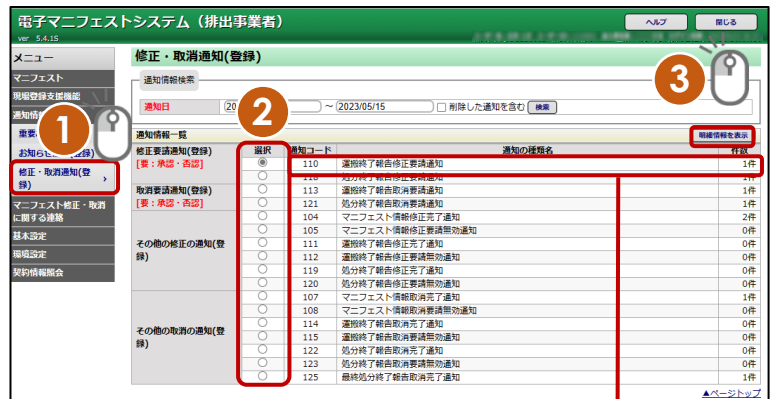 電子マニフェストシステム（排出事業者）
ver 5.4.15
ヘルプ
閉じる
メニュー
マニフェスト
現場登録支援機能
通知情
重要
お知ら
修正・取消通知(登録)
マニフェスト修正・取消に関する連絡
基本設定
環境設定
契約情報照会
修正・取消通知(登録)
通知情報検索
通知日 20 ～ 2023/05/15 削除した通知を含む 検索
1
2
3
通知情報一覧 明細情報を表示
修正要請通知(登録) 選択 通知コード 通知の種類名 件数
[要：承認・否認] 110 運搬終了報告修正要請通知 1件
118 処分終了報告修正要請通知 1件
取消要請通知(登録) 113 運搬終了報告取消要請通知 1件
[要：承認・否認] 121 処分終了報告取消要請通知 1件
その他の修正の通知(登録) 104 マニフェスト情報修正完了通知 2件
105 マニフェスト情報修正要請無効通知 0件
111 運搬終了報告修正完了通知 0件
112 運搬終了報告修正要請無効通知 0件
119 処分終了報告修正完了通知 0件
120 処分終了報告修正要請無効通知 0件
その他の取消の通知(登録) 107 マニフェスト情報取消完了通知 1件
108 マニフェスト情報取消要請無効通知 0件
114 運搬終了報告取消完了通知 0件
115 運搬終了報告取消要請無効通知 0件
122 処分終了報告取消完了通知 0件
123 処分終了報告取消要請無効通知 0件
125 最終処分終了報告取消完了通知 1件
▲ページトップ